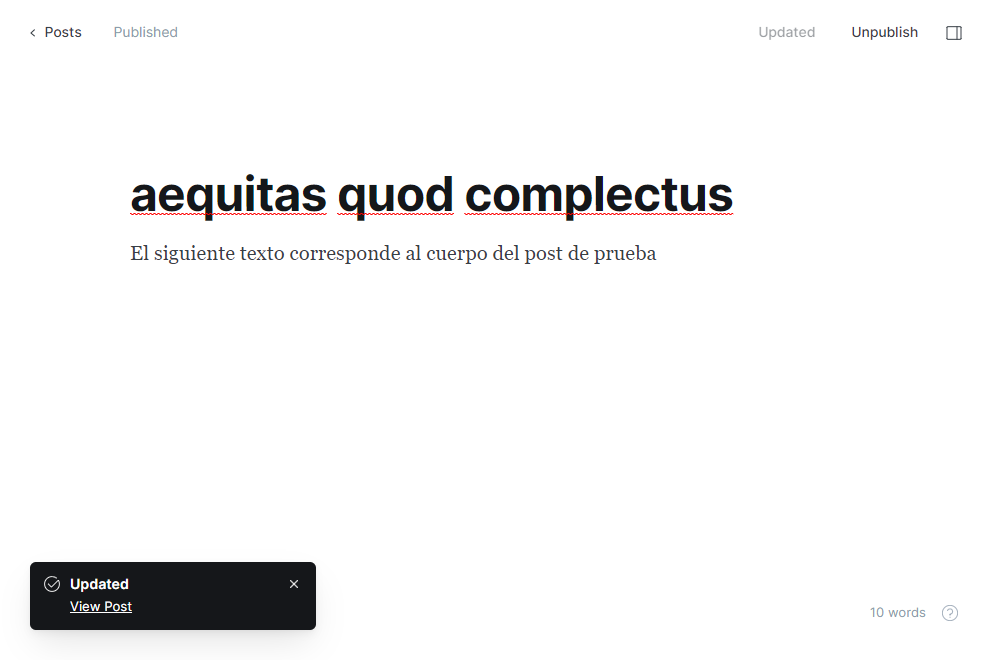 Posts Published Updated Unpublish
aequitas quod complectus
El siguiente texto corresponde al cuerpo del post de prueba
Updated
View Post
10 words ?